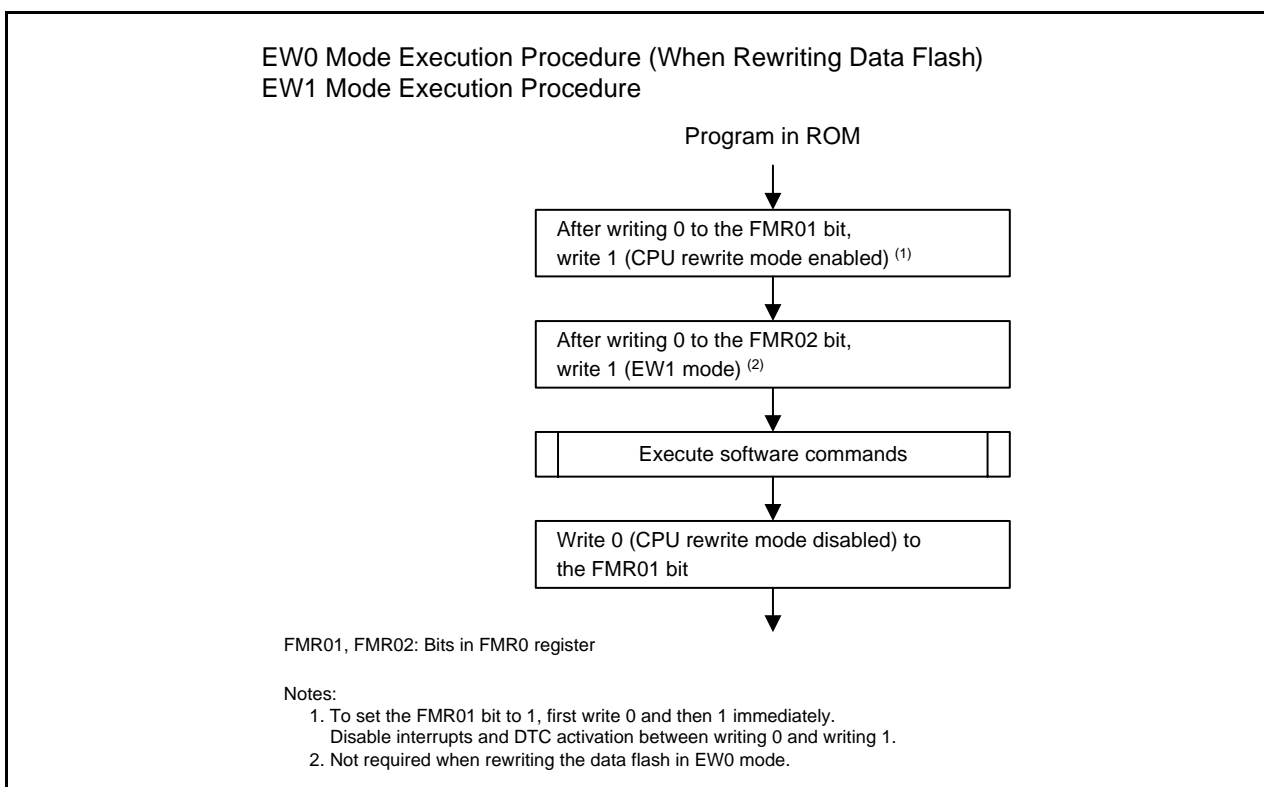 EW0 Mode Execution Procedure (When Rewriting Data Flash)
EW1 Mode Execution Procedure
Program in ROM
After writing 0 to the FMR01 bit,
write 1 (CPU rewrite mode enabled) (1)
After writing 0 to the FMR02 bit,
write 1 (EW1 mode) (2)
Execute software commands
Write 0 (CPU rewrite mode disabled) to
the FMR01 bit
FMR01, FMR02: Bits in FMR0 register
Notes:
1. To set the FMR01 bit to 1, first write 0 and then 1 immediately.
Disable interrupts and DTC activation between writing 0 and writing 1.
2. Not required when rewriting the data flash in EW0 mode.